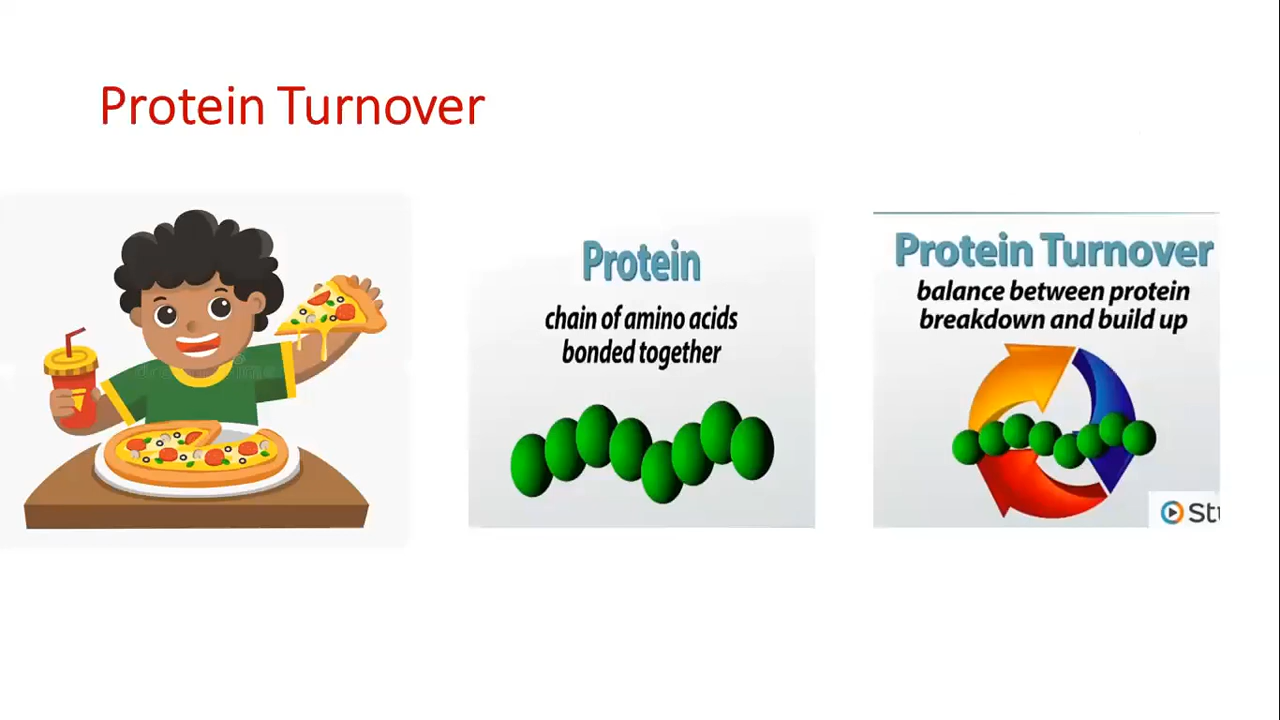 Protein Turnover
Protein
chain of amino acids
bonded together
Protein Turnover
balance between protein
breakdown and build up